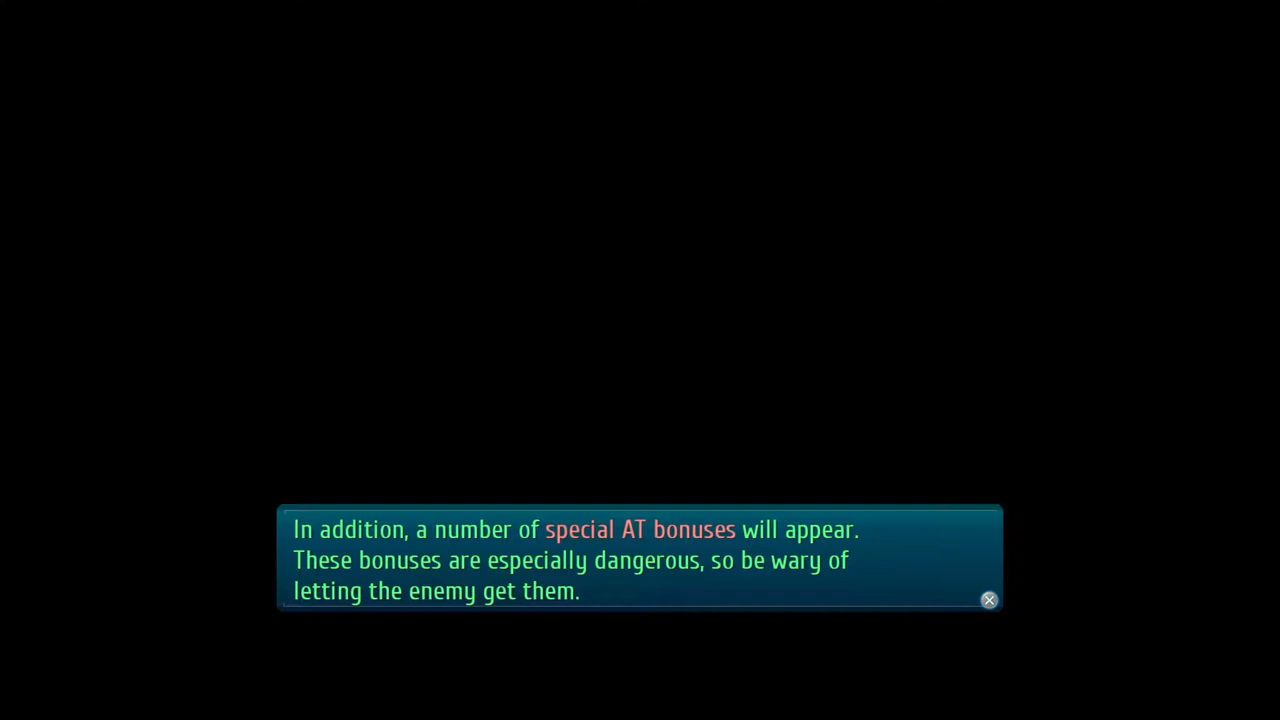 In addition, a number of special AT bonuses will appear.
These bonuses are especially dangerous, so be wary of
letting the enemy get them.